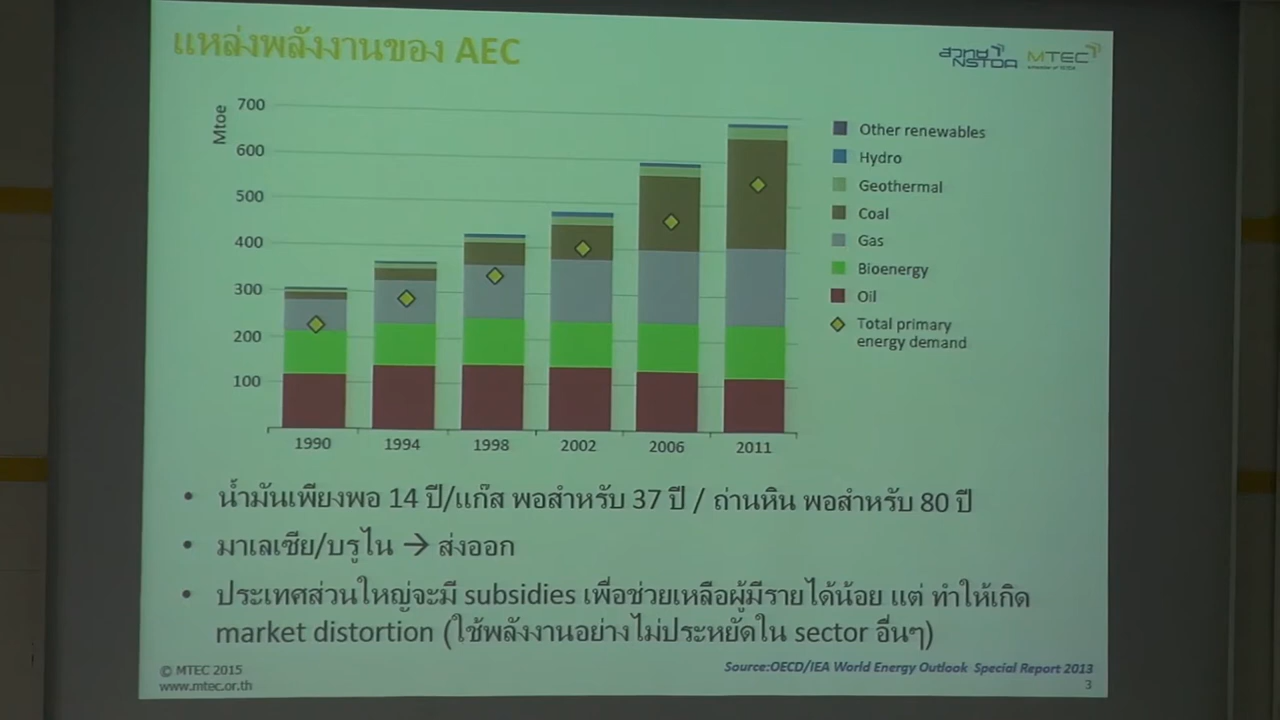 แหล่งพลังงานของ AEC
สวทช NSTDA
MTEC
Mtoe
700
600
500
400
300
200
100
1990 1994 1998 2002 2006 2011
Other renewables
Hydro
Geothermal
Coal
Gas
Bioenergy
Oil
Total primary
energy demand
• น้ำมันเพียงพอ 14 ปี/แก๊ส พอสำหรับ 37 ปี / ถ่านหิน พอสำหรับ 80 ปี
• มาเลเซีย/บรูไน → ส่งออก
• ประเทศส่วนใหญ่จะมี subsidies เพื่อช่วยเหลือผู้มีรายได้น้อย แต่ ทำให้เกิด
market distortion (ใช้พลังงานอย่างไม่ประหยัดใน sector อื่นๆ)
© MTEC 2015
www.mtec.or.th
Source:OECD/IEA World Energy Outlook Special Report 2013
3